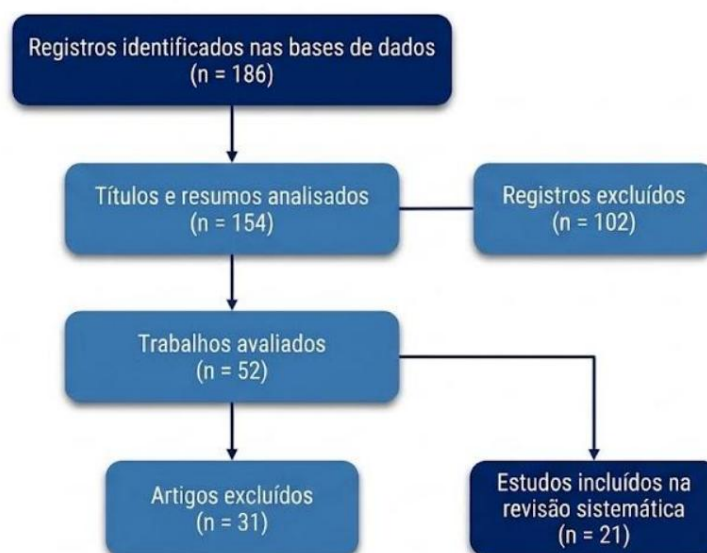 Registros identificados nas bases de dados
(n = 186)
Títulos e resumos analisados
(n = 154)
Registros excluídos
(n = 102)
Trabalhos avaliados
(n = 52)
Artigos excluídos
(n = 31)
Estudos incluídos na
revisão sistemática
(n = 21)